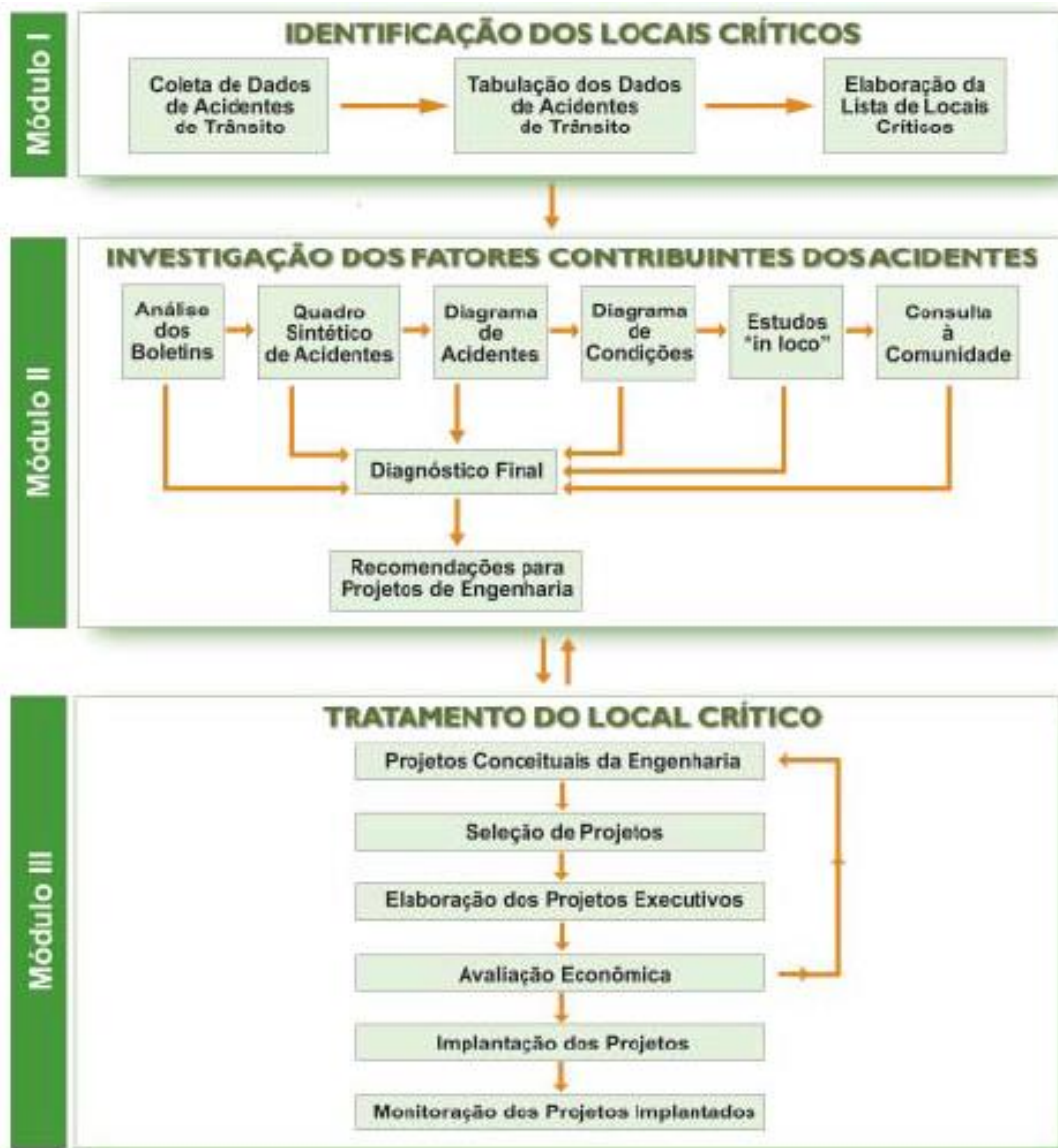 Módulo I
IDENTIFICAÇÃO DOS LOCAIS CRÍTICOS
Coleta de Dados
de Acidentes
de Trânsito
Tabulação dos Dados
de Acidentes
de Trânsito
Elaboração da
Lista de Locais
Críticos
Módulo II
INVESTIGAÇÃO DOS FATORES CONTRIBUINTES DOS ACIDENTES
Análise
dos
Boletins
Quadro
Sintético
de Acidentes
Diagrama
de
Acidentes
Diagrama
de
Condições
Estudos
"in loco"
Consulta
à
Comunidade
Diagnóstico Final
Recomendações para
Projetos de Engenharia
Módulo III
TRATAMENTO DO LOCAL CRÍTICO
Projetos Conceituais da Engenharia
Seleção de Projetos
Elaboração dos Projetos Executivos
Avaliação Econômica
Implantação dos Projetos
Monitoração dos Projetos Implantados